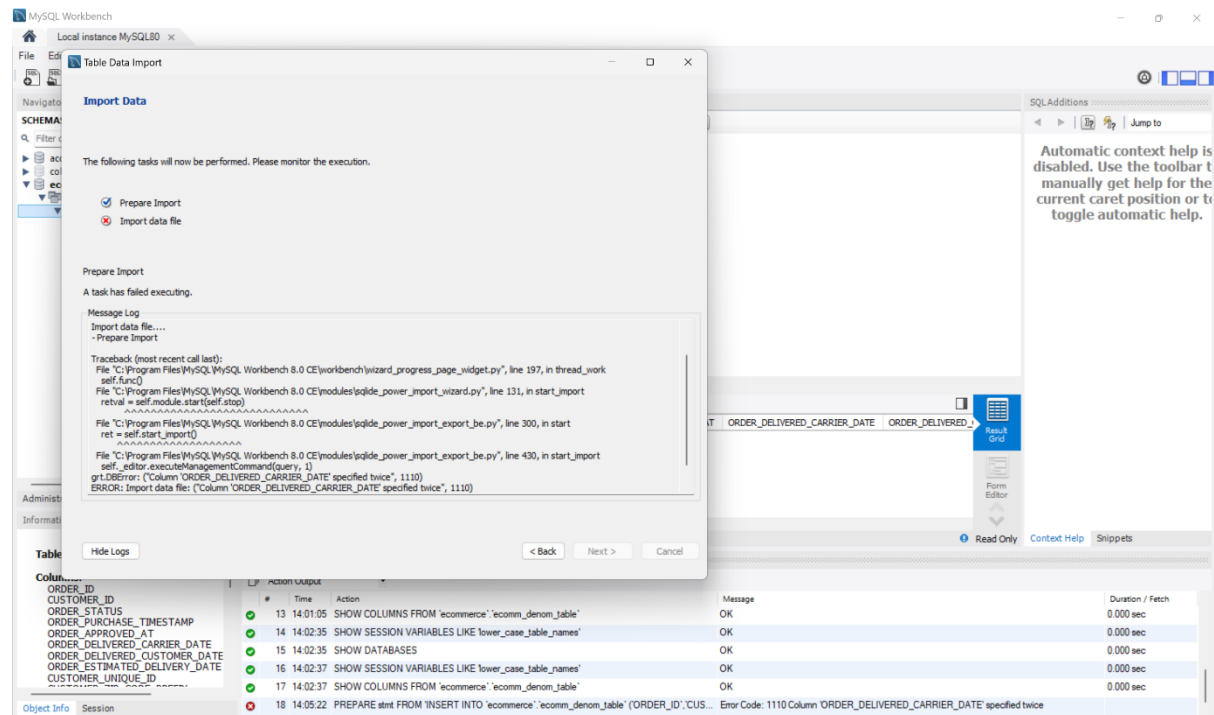 MySQL Workbench
Local instance MySQL80
File
Navigato
SCHEMA
Filter
Table Data Import
Import Data
The following tasks will now be performed. Please monitor the execution.
Prepare Import
Import data file
Prepare Import
A task has failed executing.
Message Log
Import data file....
- Prepare Import
Traceback (most recent call last):
File "C:\Program Files\MySQL\MySQL Workbench 8.0 CE\workbench\wizard_progress_page_widget.py", line 197, in thread_work
self.func()
File "C:\Program Files\MySQL\MySQL Workbench 8.0 CE\modules\sqlide_power_import_wizard.py", line 131, in start_import
retval = self.module.start(self.stop)
^^^^^^^^^^^^^^^^^^^^^^^^^^^^
File "C:\Program Files\MySQL\MySQL Workbench 8.0 CE\modules\sqlide_power_import_export_be.py", line 300, in start
ret = self.start_import()
^^^^^^^^^^^^^^^^^^^
File "C:\Program Files\MySQL\MySQL Workbench 8.0 CE\modules\sqlide_power_import_export_be.py", line 430, in start_import
self._editor.executeManagementCommand(query, 1)
grt.DBError: ("Column 'ORDER_DELIVERED_CARRIER_DATE' specified twice", 1110)
ERROR: Import data file: ("Column 'ORDER_DELIVERED_CARRIER_DATE' specified twice", 1110)
Hide Logs
< Back Next > Cancel
SQLAdditions
Jump to
Automatic context help is
disabled. Use the toolbar t
manually get help for the
current caret position or t
toggle automatic help.
AT ORDER_DELIVERED_CARRIER_DATE ORDER_DELIVERED_
Result
Grid
Form
Editor
Read Only
Context Help Snippets
Administ
Informati
Table
Column
ORDER_ID
CUSTOMER_ID
ORDER_STATUS
ORDER_PURCHASE_TIMESTAMP
ORDER_APPROVED_AT
ORDER_DELIVERED_CARRIER_DATE
ORDER_DELIVERED_CUSTOMER_DATE
ORDER_ESTIMATED_DELIVERY_DATE
CUSTOMER_UNIQUE_ID
Object Info Session
Action Output
# Time Action Message Duration / Fetch
13 14:01:05 SHOW COLUMNS FROM `ecommerce`.`ecomm_denom_table` OK 0.000 sec
14 14:02:35 SHOW SESSION VARIABLES LIKE 'lower_case_table_names' OK 0.000 sec
15 14:02:35 SHOW DATABASES OK 0.000 sec
16 14:02:37 SHOW SESSION VARIABLES LIKE 'lower_case_table_names' OK 0.000 sec
17 14:02:37 SHOW COLUMNS FROM `ecommerce`.`ecomm_denom_table` OK 0.000 sec
18 14:05:22 PREPARE stmt FROM 'INSERT INTO `ecommerce`.`ecomm_denom_table` (`ORDER_ID`,`CUS... Error Code: 1110 Column 'ORDER_DELIVERED_CARRIER_DATE' specified twice